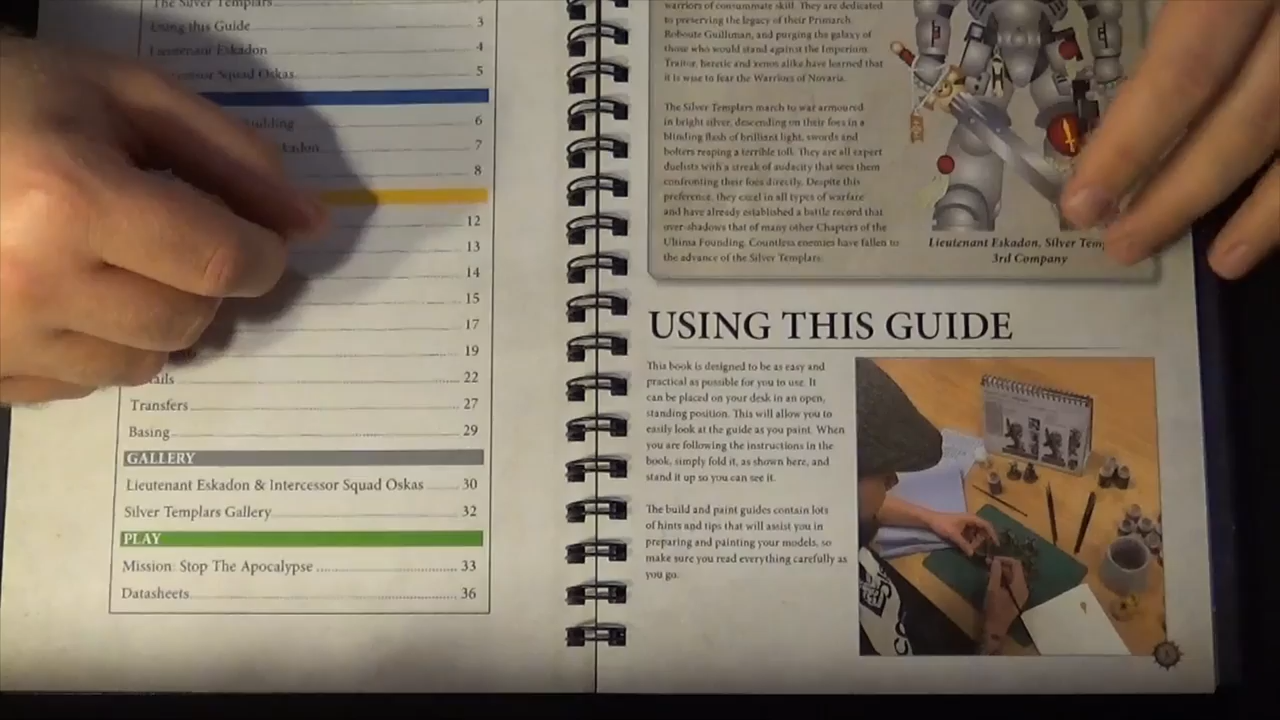 The Silver Templars
Using this Guide 3
Lieutenant Eskadon 4
Squad Oskas 5
6
7
8
12
13
14
15
17
19
22
Transfers 27
Basing 29
GALLERY
Lieutenant Eskadon & Intercessor Squad Oskas 30
Silver Templars Gallery 32
PLAY
Mission: Stop The Apocalypse 33
Datasheets 36
warriors of consummate skill. They are dedicated
to preserving the legacy of their Primarch,
Roboute Guilliman, and purging the galaxy of
those who would stand against the Imperium.
Traitor, heretic and xenos alike have learned that
it is wise to fear the Warriors of Novaris.
The Silver Templars march to war armoured
in bright silver, descending on their foes in a
blinding flash of brilliant light, swords and
bolters reaping a terrible toll. They are all expert
duelists with a streak of audacity that sees them
confronting their foes directly. Despite this
preference, they excel in all types of warfare
and have already established a battle record that
over-shadows that of many other Chapters of the
Ultima Founding. Countless enemies have fallen to
the advance of the Silver Templars.
Lieutenant Eskadon, Silver
3rd Company
USING THIS GUIDE
This book is designed to be as easy and
practical as possible for you to use. It
can be placed on your desk in an open,
standing position. This will allow you to
easily look at the guide as you paint. When
you are following the instructions in the
book, simply fold it, as shown here, and
stand it up so you can see it.
The build and paint guides contain lots
of hints and tips that will assist you in
preparing and painting your models, so
make sure you read everything carefully as
you go.